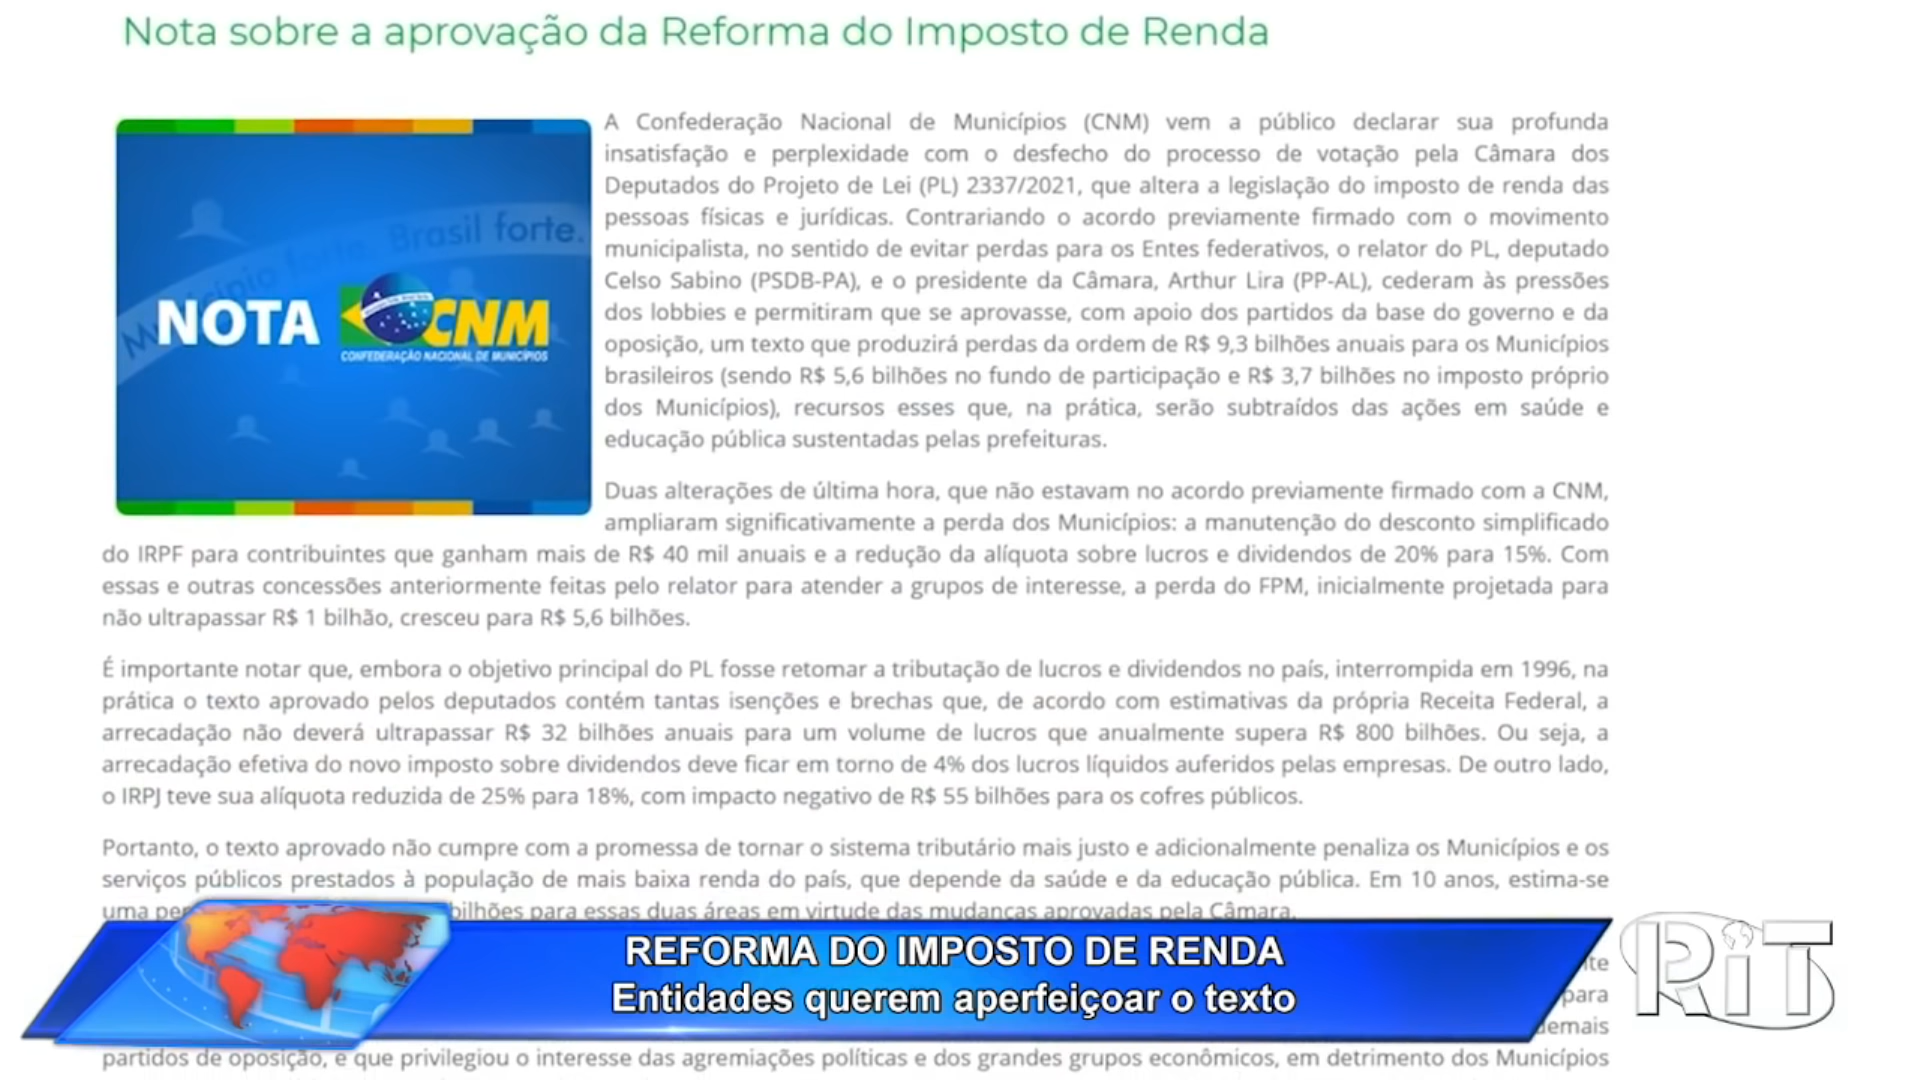 Nota sobre a aprovação da Reforma do Imposto de Renda
Município forte. Brasil forte.
NOTA CNM
CONFEDERAÇÃO NACIONAL DE MUNICÍPIOS
A Confederação Nacional de Municípios (CNM) vem a público declarar sua profunda
insatisfação e perplexidade com o desfecho do processo de votação pela Câmara dos
Deputados do Projeto de Lei (PL) 2337/2021, que altera a legislação do imposto de renda das
pessoas físicas e jurídicas. Contrariando o acordo previamente firmado com o movimento
municipalista, no sentido de evitar perdas para os Entes federativos, o relator do PL, deputado
Celso Sabino (PSDB-PA), e o presidente da Câmara, Arthur Lira (PP-AL), cederam às pressões
dos lobbies e permitiram que se aprovasse, com apoio dos partidos da base do governo e da
oposição, um texto que produzirá perdas da ordem de R$ 9,3 bilhões anuais para os Municípios
brasileiros (sendo R$ 5,6 bilhões no fundo de participação e R$ 3,7 bilhões no imposto próprio
dos Municípios), recursos esses que, na prática, serão subtraídos das ações em saúde e
educação pública sustentadas pelas prefeituras.
Duas alterações de última hora, que não estavam no acordo previamente firmado com a CNM,
ampliaram significativamente a perda dos Municípios: a manutenção do desconto simplificado
do IRPF para contribuintes que ganham mais de R$ 40 mil anuais e a redução da alíquota sobre lucros e dividendos de 20% para 15%. Com
essas e outras concessões anteriormente feitas pelo relator para atender a grupos de interesse, a perda do FPM, inicialmente projetada para
não ultrapassar R$ 1 bilhão, cresceu para R$ 5,6 bilhões.
É importante notar que, embora o objetivo principal do PL fosse retomar a tributação de lucros e dividendos no país, interrompida em 1996, na
prática o texto aprovado pelos deputados contém tantas isenções e brechas que, de acordo com estimativas da própria Receita Federal, a
arrecadação não deverá ultrapassar R$ 32 bilhões anuais para um volume de lucros que anualmente supera R$ 800 bilhões. Ou seja, a
arrecadação efetiva do novo imposto sobre dividendos deve ficar em torno de 4% dos lucros líquidos auferidos pelas empresas. De outro lado,
o IRPJ teve sua alíquota reduzida de 25% para 18%, com impacto negativo de R$ 55 bilhões para os cofres públicos.
Portanto, o texto aprovado não cumpre com a promessa de tornar o sistema tributário mais justo e adicionalmente penaliza os Municípios e os
serviços públicos prestados à população de mais baixa renda do país, que depende da saúde e da educação pública. Em 10 anos, estima-se
uma bilhões para essas duas áreas em virtude das mudanças aprovadas pela Câmara.
para
demais
partidos de oposição, e que privilegiou o interesse das agremiações políticas e dos grandes grupos econômicos, em detrimento dos Municípios
REFORMA DO IMPOSTO DE RENDA
Entidades querem aperfeiçoar o texto
RiT